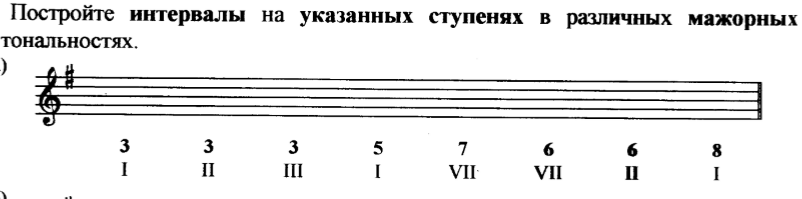 Постройте интервалы на указанных ступенях в различных мажорных
тональностях.
)
3 3 3 5 7 6 6 8
I II III I VII VII II I
)